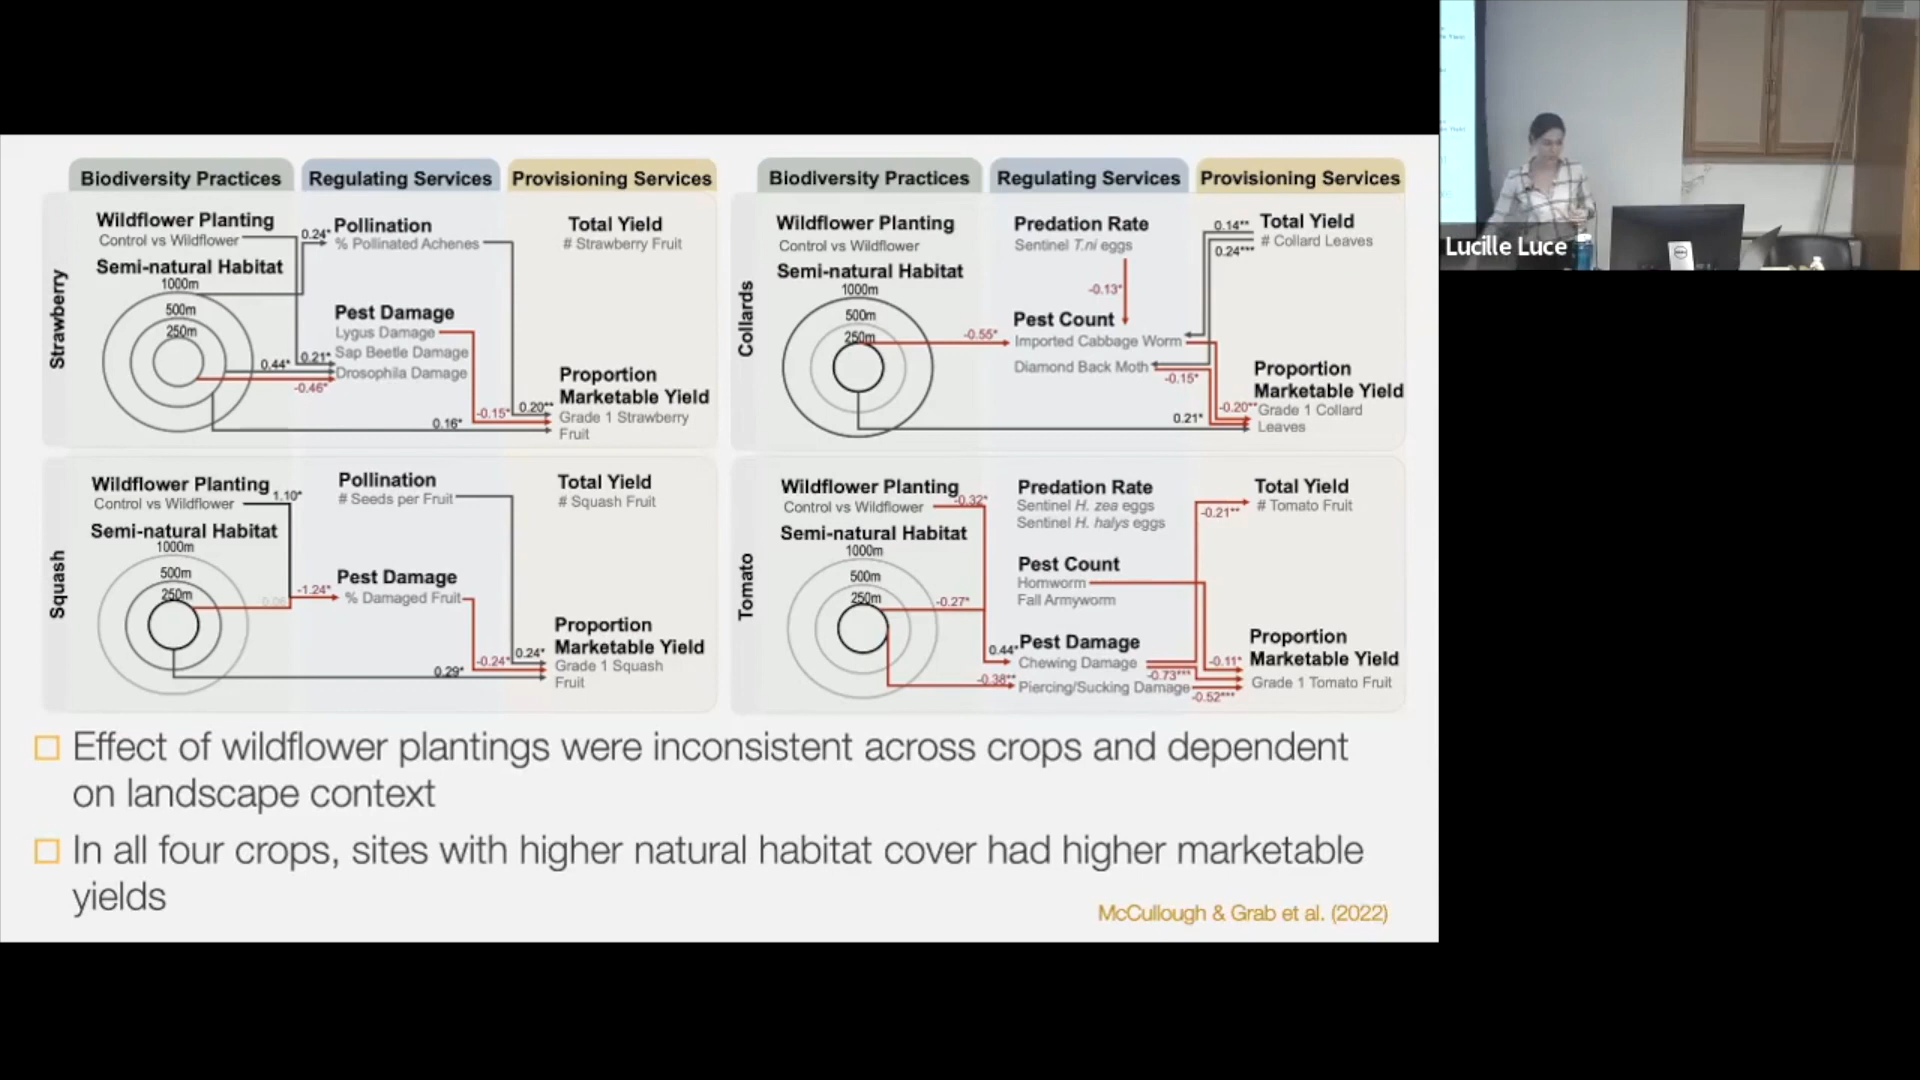 Biodiversity Practices
Regulating Services
Provisioning Services
Strawberry
Wildflower Planting
Control vs Wildflower
Semi-natural Habitat
1000m
500m
250m
0.24*
Pollination
% Pollinated Achenes
Pest Damage
Lygus Damage
Sap Beetle Damage
Drosophila Damage
0.44*
0.21*
-0.46*
Total Yield
# Strawberry Fruit
Proportion
Marketable Yield
Grade 1 Strawberry
Fruit
-0.15*
0.20**
0.16*
Biodiversity Practices
Regulating Services
Provisioning Services
Collards
Wildflower Planting
Control vs Wildflower
Semi-natural Habitat
1000m
500m
250m
-0.55*
Predation Rate
Sentinel T.ni eggs
-0.13*
Pest Count
Imported Cabbage Worm
Diamond Back Moth
0.14**
0.24***
Total Yield
# Collard Leaves
-0.15*
-0.20**
0.21*
Proportion
Marketable Yield
Grade 1 Collard
Leaves
Squash
Wildflower Planting
Control vs Wildflower
1.10*
Semi-natural Habitat
1000m
500m
250m
-1.24*
Pollination
# Seeds per Fruit
Pest Damage
% Damaged Fruit
Total Yield
# Squash Fruit
Proportion
Marketable Yield
Grade 1 Squash
Fruit
-0.24*
0.24*
0.29*
Tomato
Wildflower Planting
Control vs Wildflower
-0.32*
Semi-natural Habitat
1000m
500m
250m
-0.27*
0.44*
-0.38**
Predation Rate
Sentinel H. zea eggs
Sentinel H. halys eggs
Pest Count
Hornworm
Fall Armyworm
Pest Damage
Chewing Damage
Piercing/Sucking Damage
Total Yield
# Tomato Fruit
-0.21**
-0.11*
-0.73***
-0.52***
Proportion
Marketable Yield
Grade 1 Tomato Fruit
Effect of wildflower plantings were inconsistent across crops and dependent
on landscape context
In all four crops, sites with higher natural habitat cover had higher marketable
yields
McCullough & Grab et al. (2022)
Lucille Luce